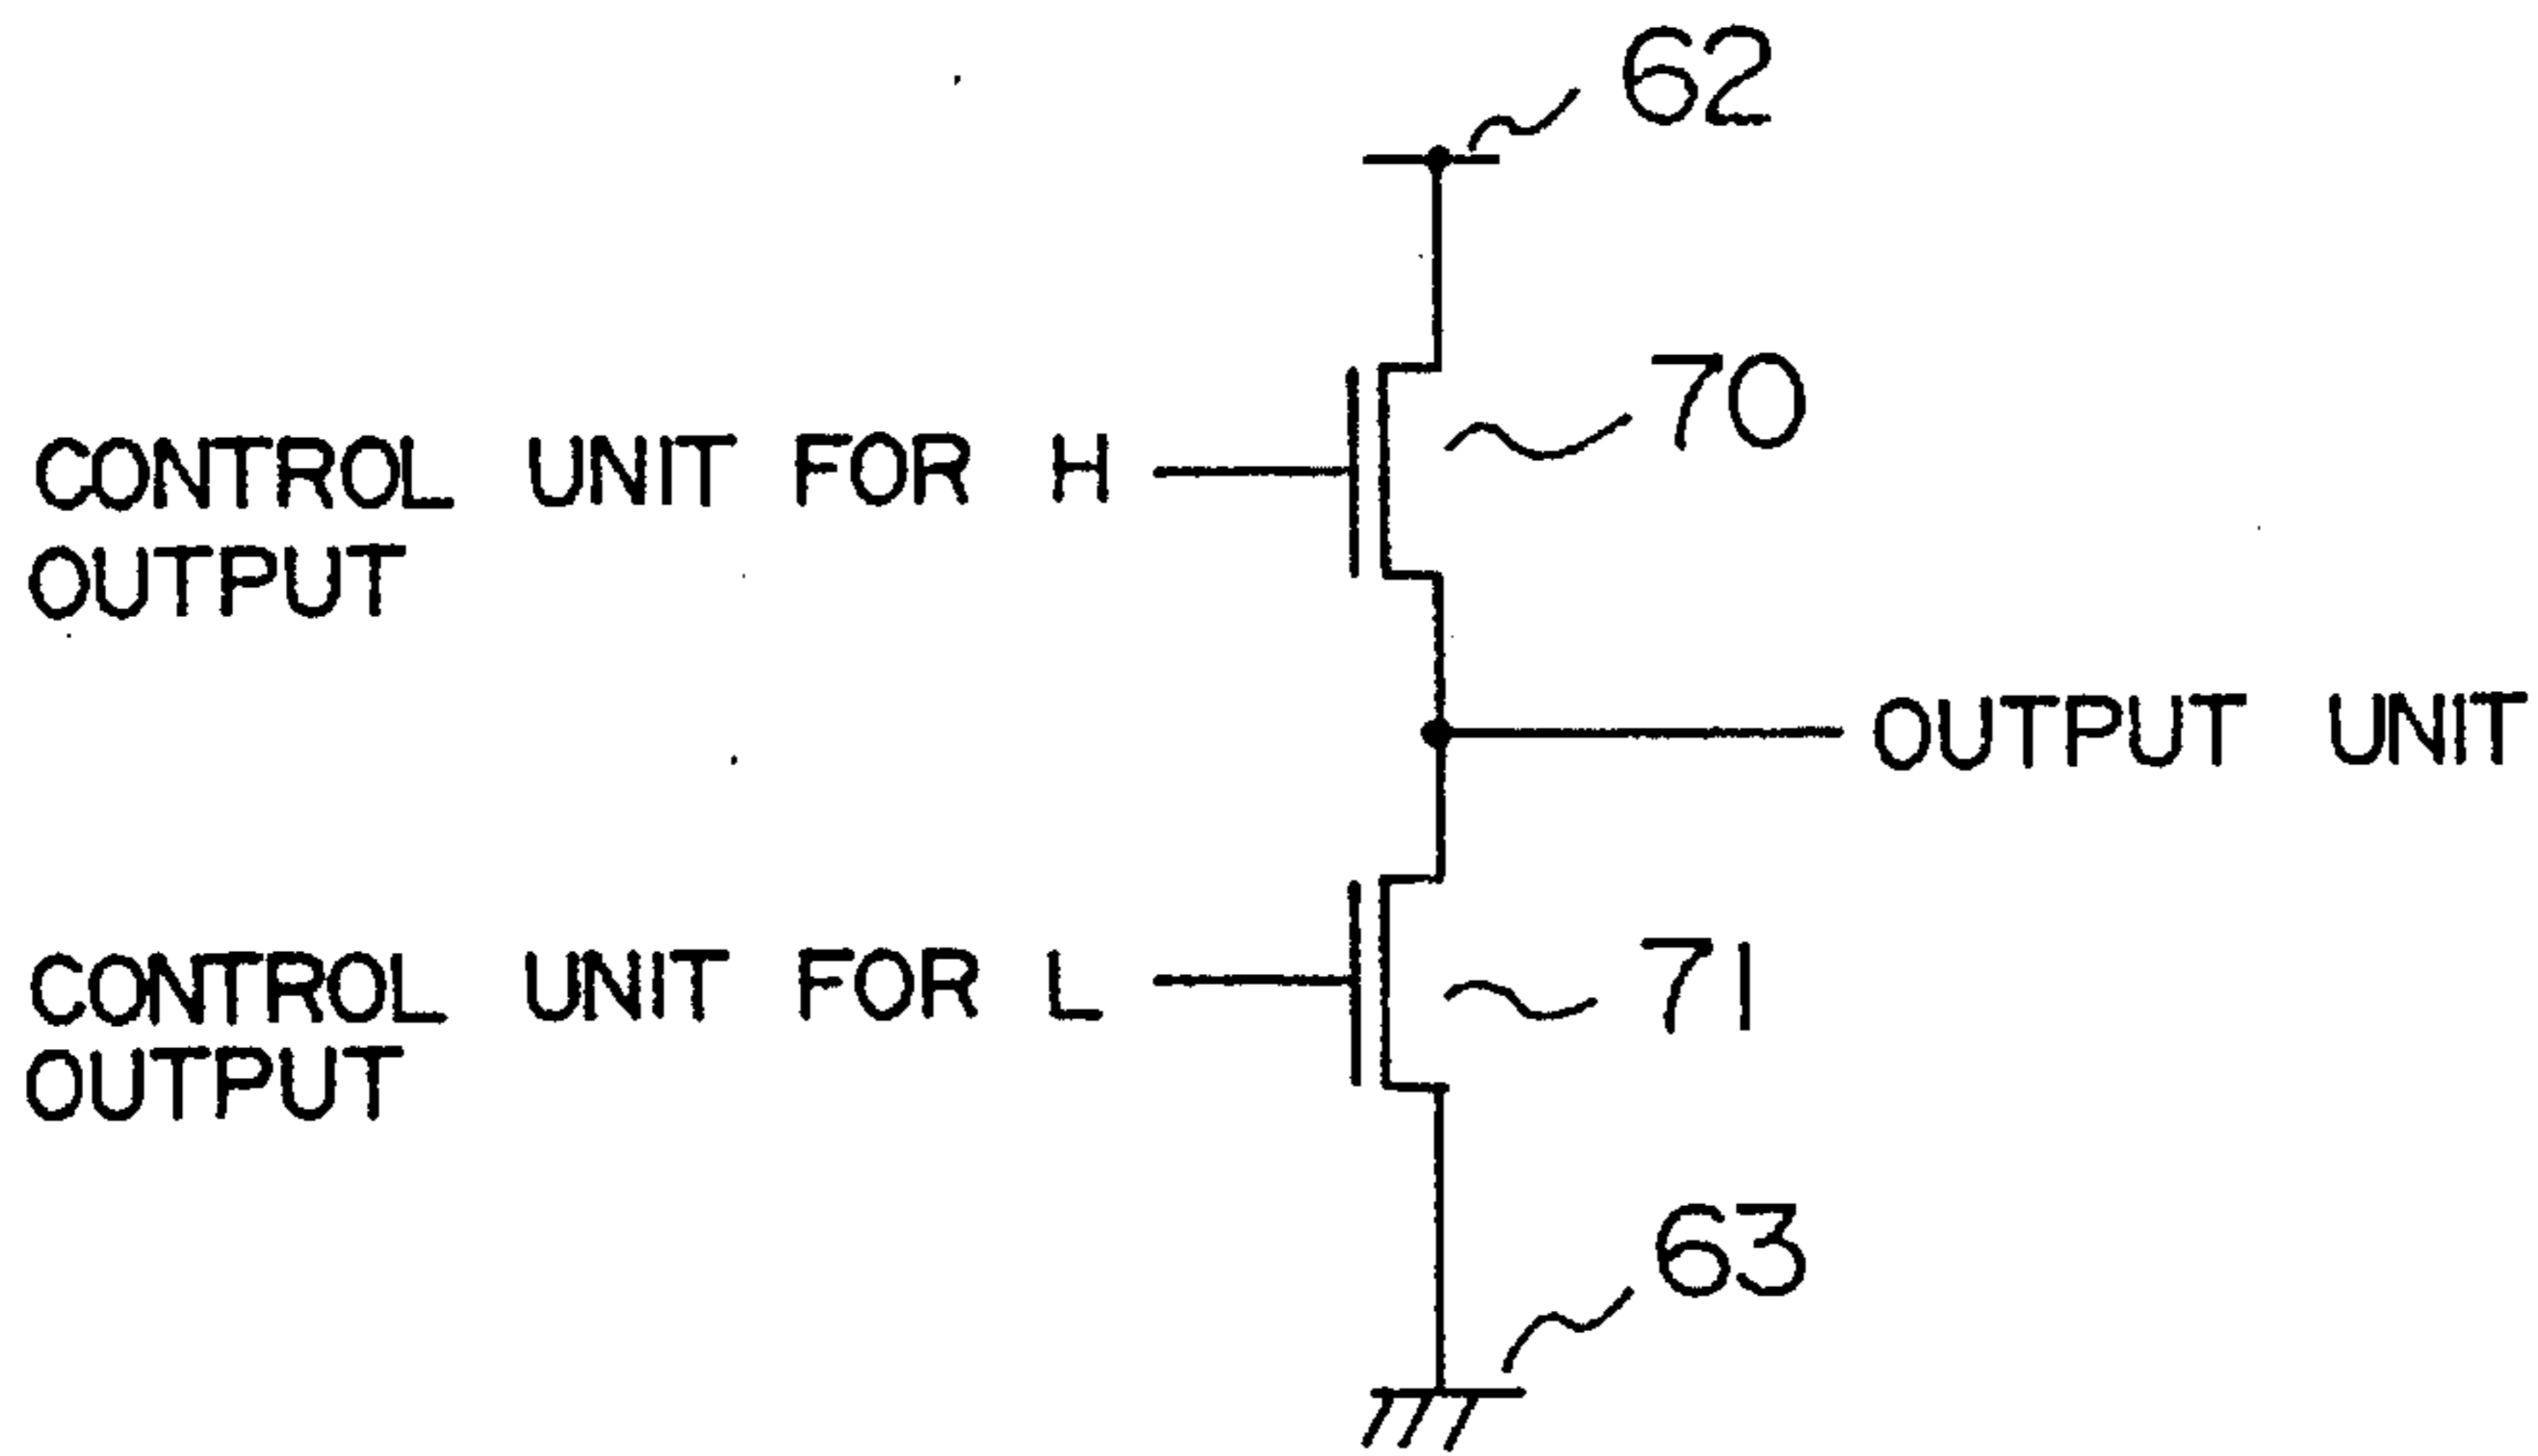 62
70
CONTROL UNIT FOR H
OUTPUT
OUTPUT UNIT
CONTROL UNIT FOR L
OUTPUT
71
63